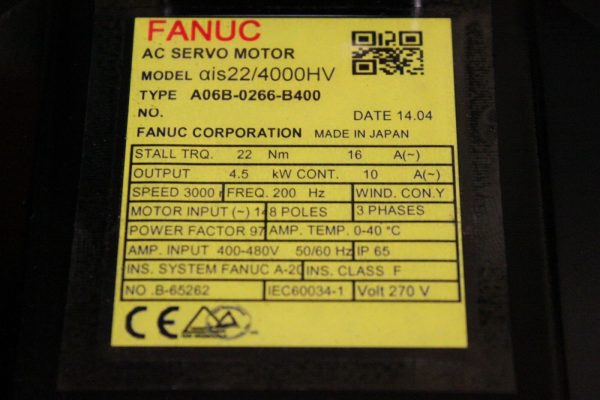 FANUC
AC SERVO MOTOR
MODEL αis22/4000HV
TYPE A06B-0266-B400
NO. DATE 14.04
FANUC CORPORATION MADE IN JAPAN
STALL TRQ. 22 Nm 16 A(~)
OUTPUT 4.5 kW CONT. 10 A(~)
SPEED 3000 FREQ. 200 Hz WIND. CON.Y
MOTOR INPUT (~) 8 POLES 3 PHASES
POWER FACTOR 97 AMP. TEMP. 0-40 °C
AMP. INPUT 400-480V 50/60 Hz IP 65
INS. SYSTEM FANUC A-20 INS. CLASS F
NO .B-65262 IEC60034-1 Volt 270 V
CE